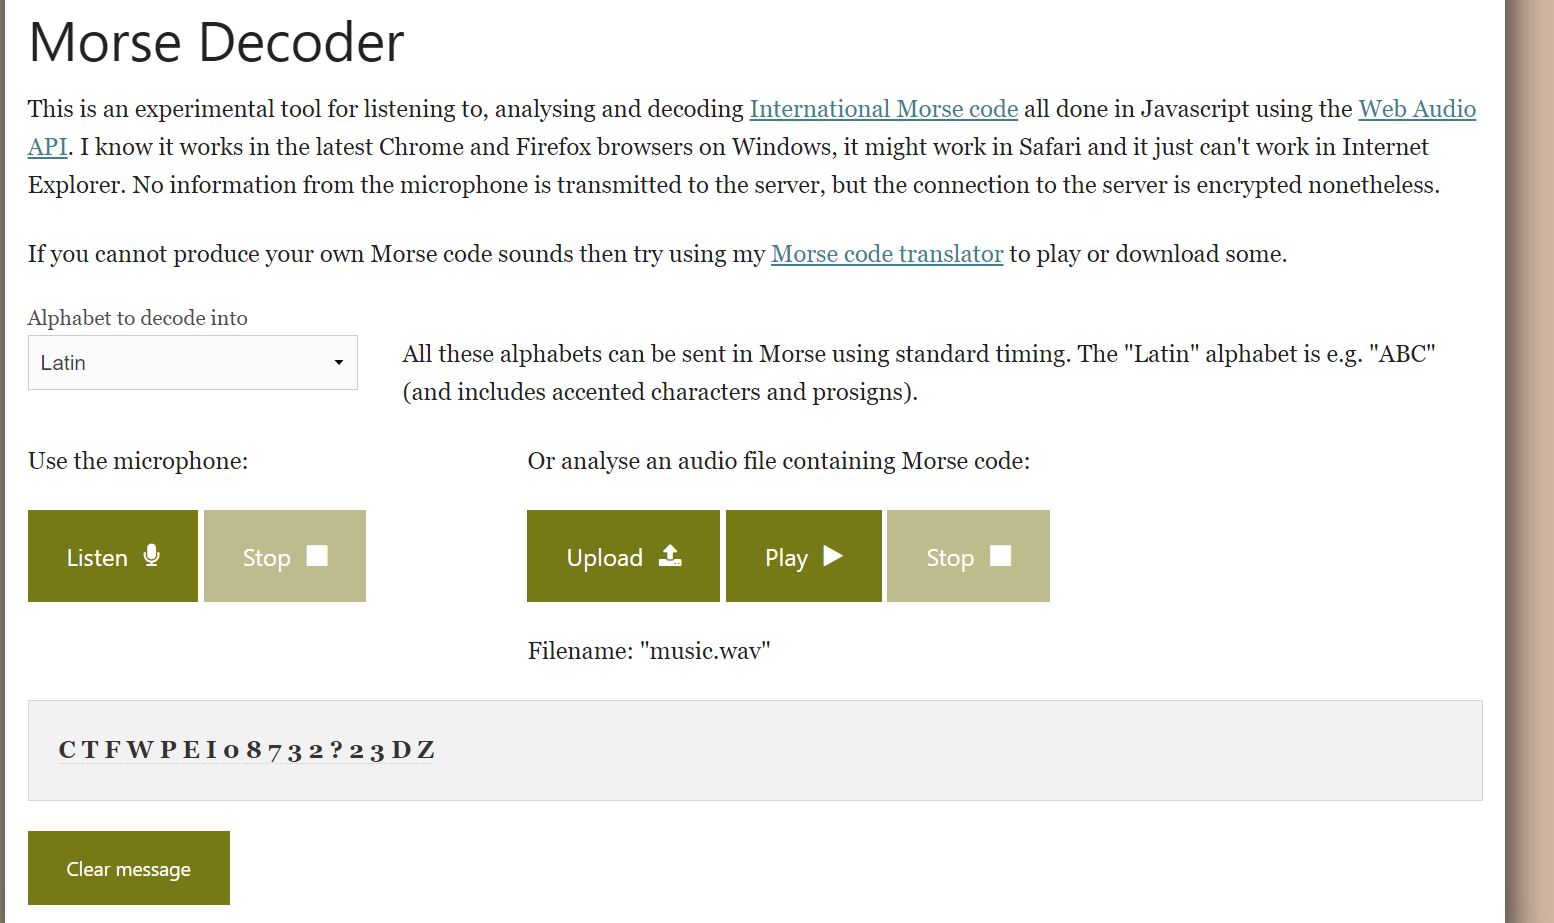 Morse Decoder
This is an experimental tool for listening to, analysing and decoding International Morse code all done in Javascript using the Web Audio
API. I know it works in the latest Chrome and Firefox browsers on Windows, it might work in Safari and it just can't work in Internet
Explorer. No information from the microphone is transmitted to the server, but the connection to the server is encrypted nonetheless.
If you cannot produce your own Morse code sounds then try using my Morse code translator to play or download some.
Alphabet to decode into
Latin
All these alphabets can be sent in Morse using standard timing. The "Latin" alphabet is e.g. "ABC"
(and includes accented characters and prosigns).
Use the microphone:
Or analyse an audio file containing Morse code:
Listen Stop
Upload Play Stop
Filename: "music.wav"
C T F W P E I 0 8 7 3 2 ? 2 3 D Z
Clear message